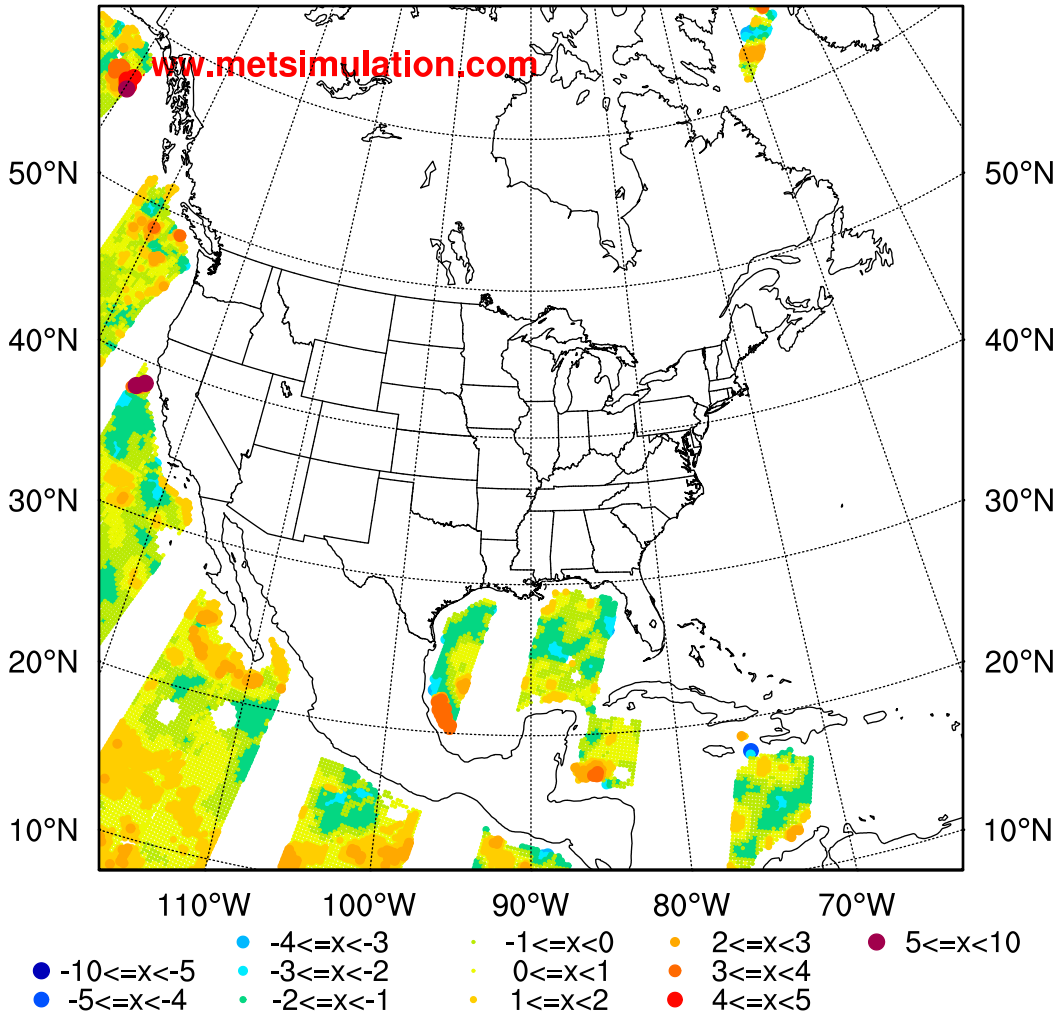 ww.metsimulation.com
50°N 50°N
40°N 40°N
30°N 30°N
20°N 20°N
10°N 10°N
110°W 100°W 90°W 80°W 70°W
-4<=x<-3 -1<=x<0 2<=x<3 5<=x<10
-10<=x<-5 -3<=x<-2 0<=x<1 3<=x<4
-5<=x<-4 -2<=x<-1 1<=x<2 4<=x<5